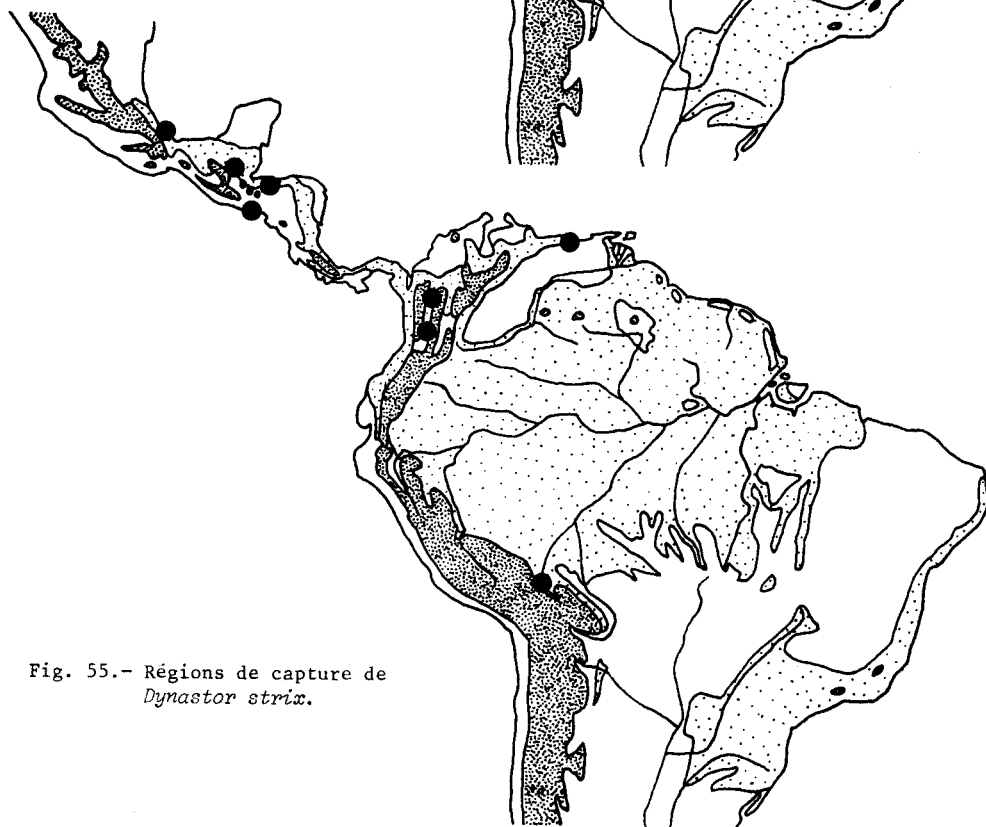 Fig. 55.- Régions de capture de
Dynastor strix.